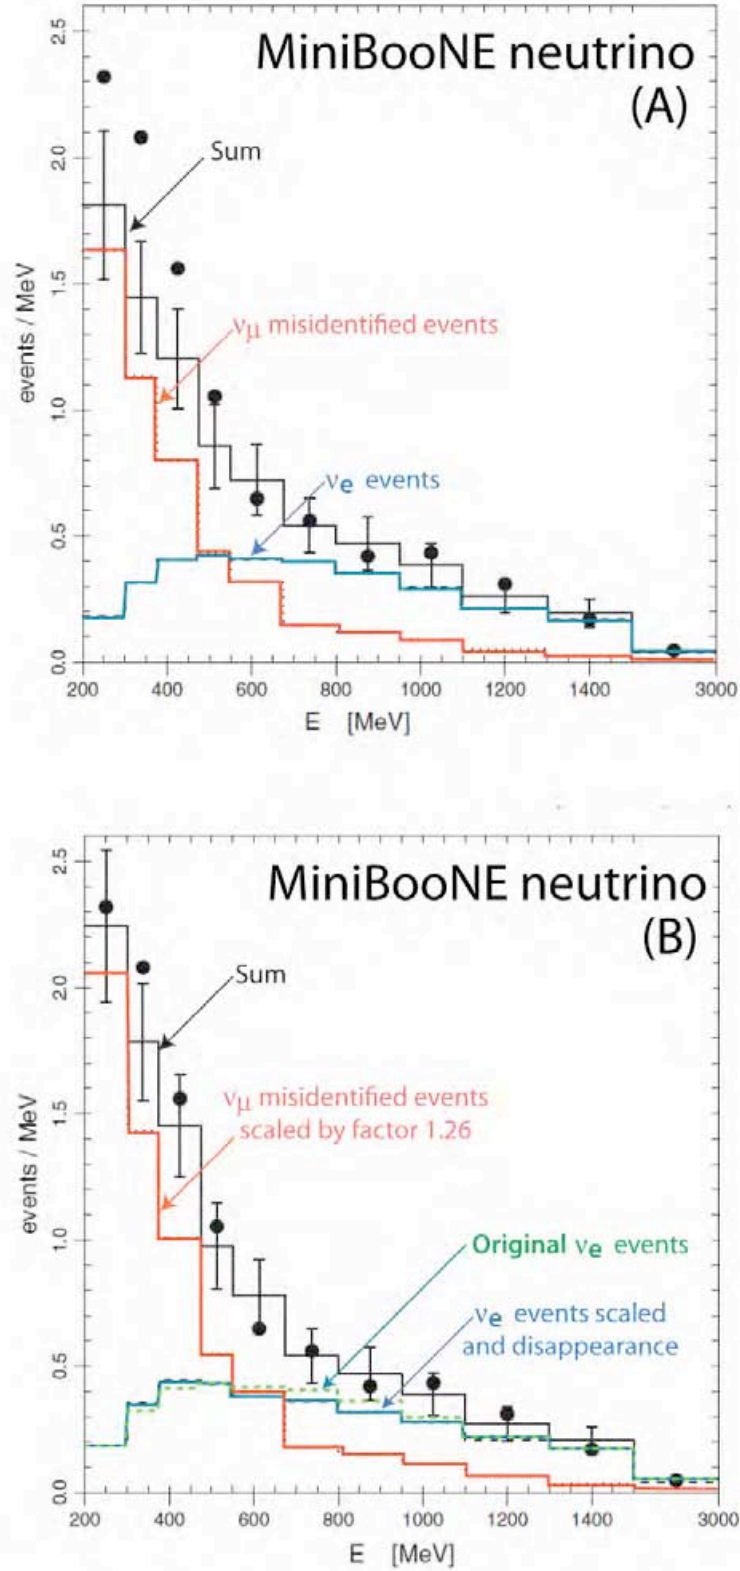 MiniBooNE neutrino
(A)
2.5
2.0
1.5
1.0
0.5
0.0
events / MeV
Sum
νμ misidentified events
νe events
200
400
600
800
1000
1200
1400
3000
E [MeV]
MiniBooNE neutrino
(B)
2.5
2.0
1.5
1.0
0.5
0.0
events / MeV
Sum
νμ misidentified events
scaled by factor 1.26
Original νe events
νe events scaled
and disappearance
200
400
600
800
1000
1200
1400
3000
E [MeV]